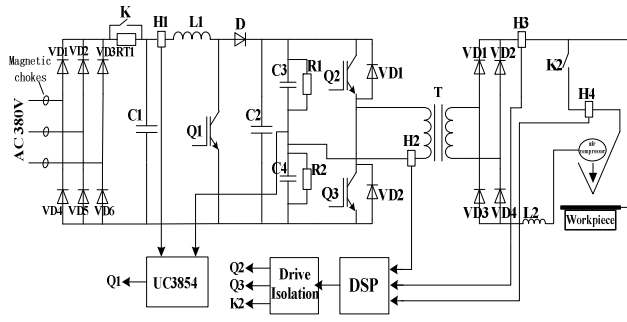 K
H1
L1
D
H3
VD1
VD2
VD3
RT1
Magnetic
chokes
C3
R1
Q2
VD1
VD1
VD2
K2
T
H4
AC 380V
C1
Q1
C2
H2
air
compressor
C4
R2
Q3
VD2
VD4
VD5
VD6
VD3
VD4
L2
Workpiece
Q1
UC3854
Q2
Q3
K2
Drive
Isolation
DSP